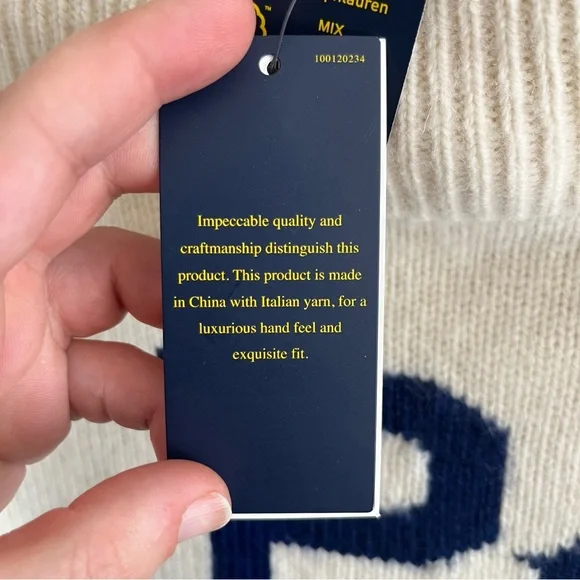 MIX
100120234
Impeccable quality and
craftmanship distinguish this
product. This product is made
in China with Italian yarn, for a
luxurious hand feel and
exquisite fit.